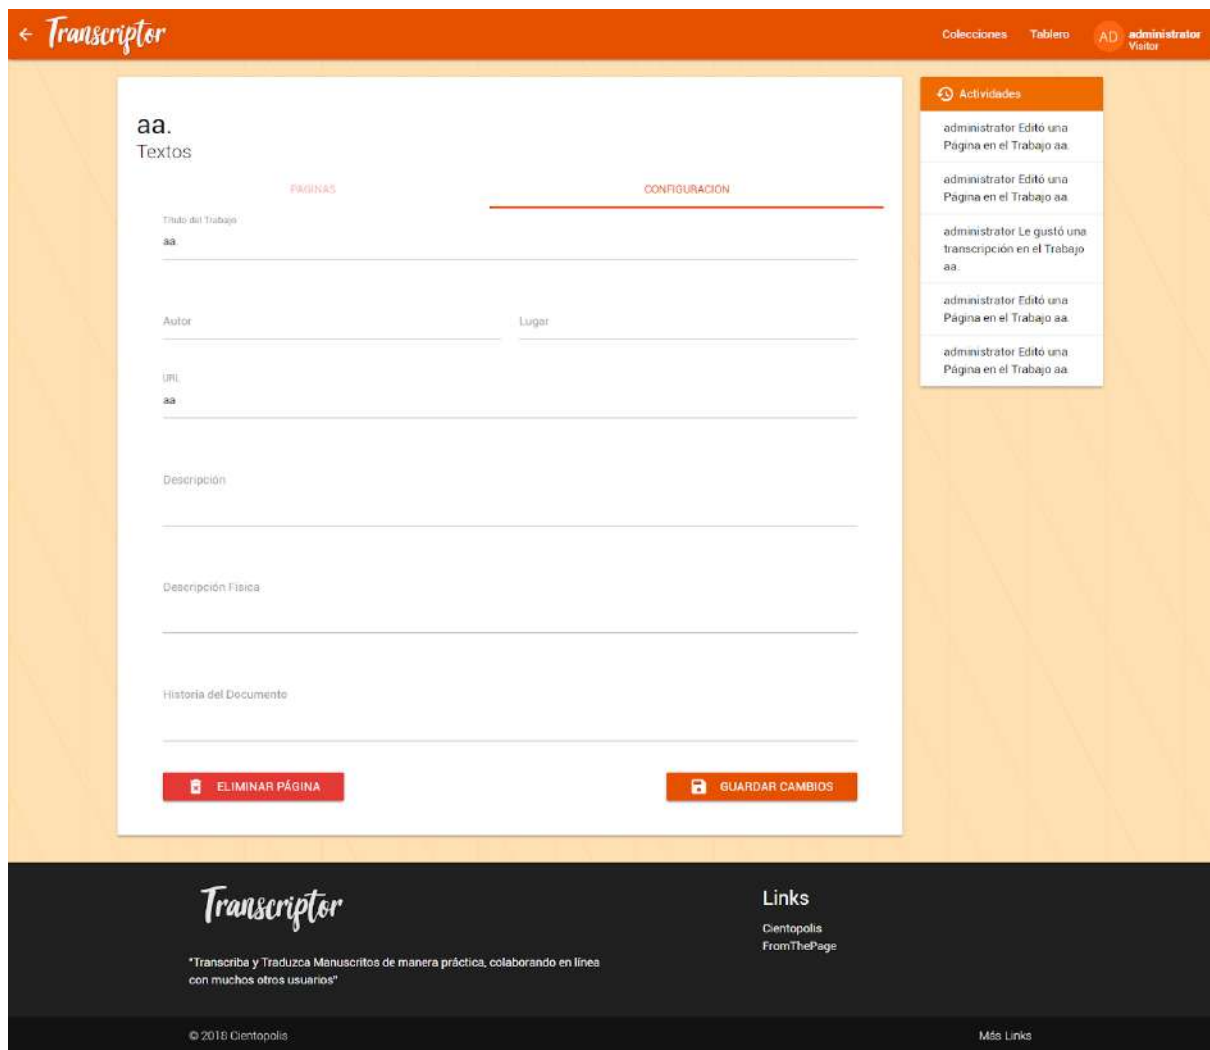 Transcriptor
Colecciones Tablero AD administrator
Visitor
aa.
Textos
PAGINAS CONFIGURACION
Título del Trabajo
aa.
Autor Lugar
URL
aa
Descripción
Descripción Física
Historia del Documento
ELIMINAR PÁGINA GUARDAR CAMBIOS
Actividades
administrator Editó una
Página en el Trabajo aa.
administrator Editó una
Página en el Trabajo aa.
administrator Le gustó una
transcripción en el Trabajo
aa.
administrator Editó una
Página en el Trabajo aa.
administrator Editó una
Página en el Trabajo aa.
Transcriptor
"Transcriba y Traduzca Manuscritos de manera práctica, colaborando en línea
con muchos otros usuarios"
Links
Cientopolis
FromThePage
© 2018 Cientopolis Más Links